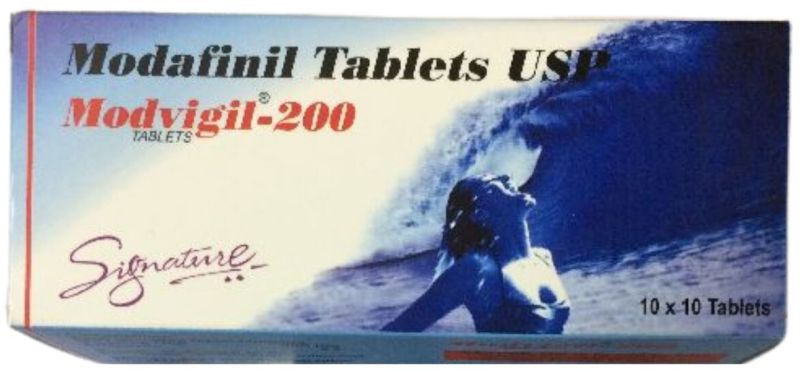 Modafinil Tablets USP
Modvigil®-200
TABLETS
Signature
10 x 10 Tablets